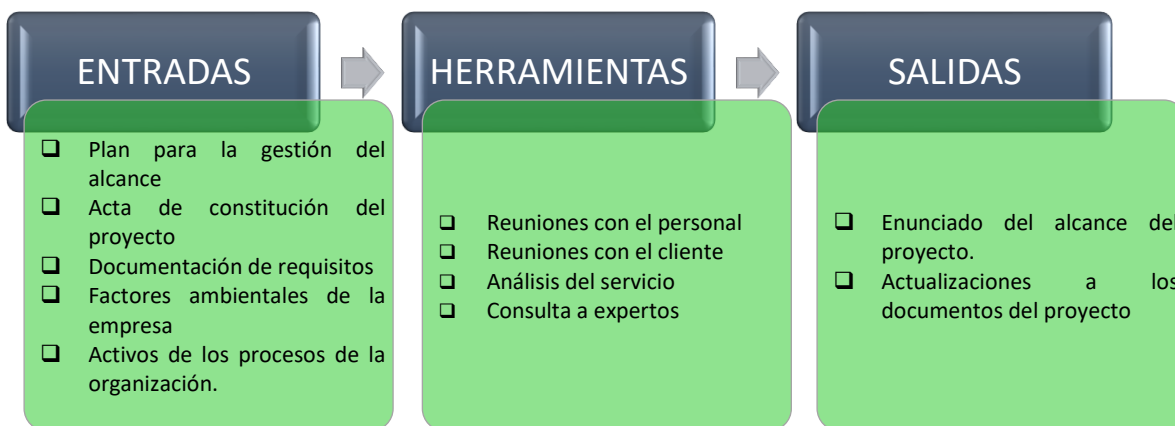 ENTRADAS
❑ Plan para la gestión del
alcance
❑ Acta de constitución del
proyecto
❑ Documentación de requisitos
❑ Factores ambientales de la
empresa
❑ Activos de los procesos de la
organización.
HERRAMIENTAS
❑ Reuniones con el personal
❑ Reuniones con el cliente
❑ Análisis del servicio
❑ Consulta a expertos
SALIDAS
❑ Enunciado del alcance del
proyecto.
❑ Actualizaciones a los
documentos del proyecto